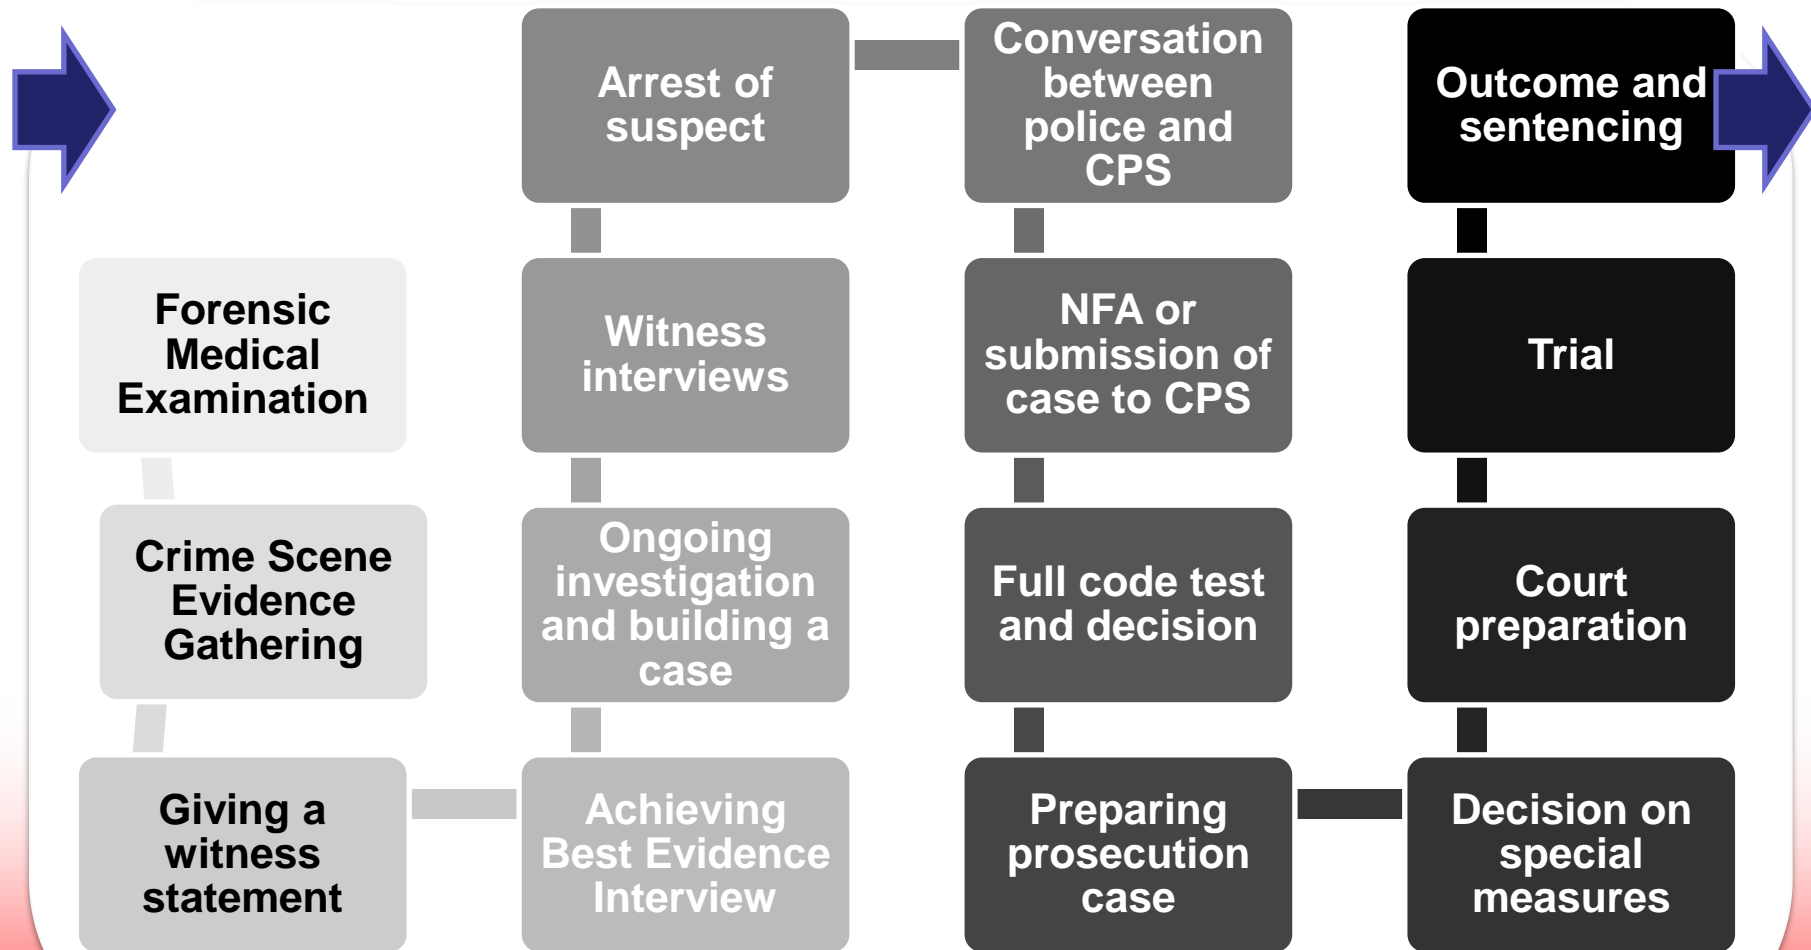 Forensic
Medical
Examination
Crime Scene
Evidence
Gathering
Giving a
witness
statement
Achieving
Best Evidence
Interview
Ongoing
investigation
and building a
case
Witness
interviews
Arrest of
suspect
Conversation
between
police and
CPS
NFA or
submission of
case to CPS
Full code test
and decision
Preparing
prosecution
case
Decision on
special
measures
Court
preparation
Trial
Outcome and
sentencing